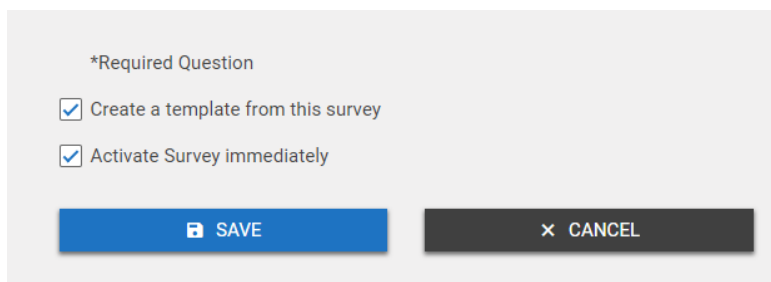 *Required Question
Create a template from this survey
Activate Survey immediately
SAVE
CANCEL